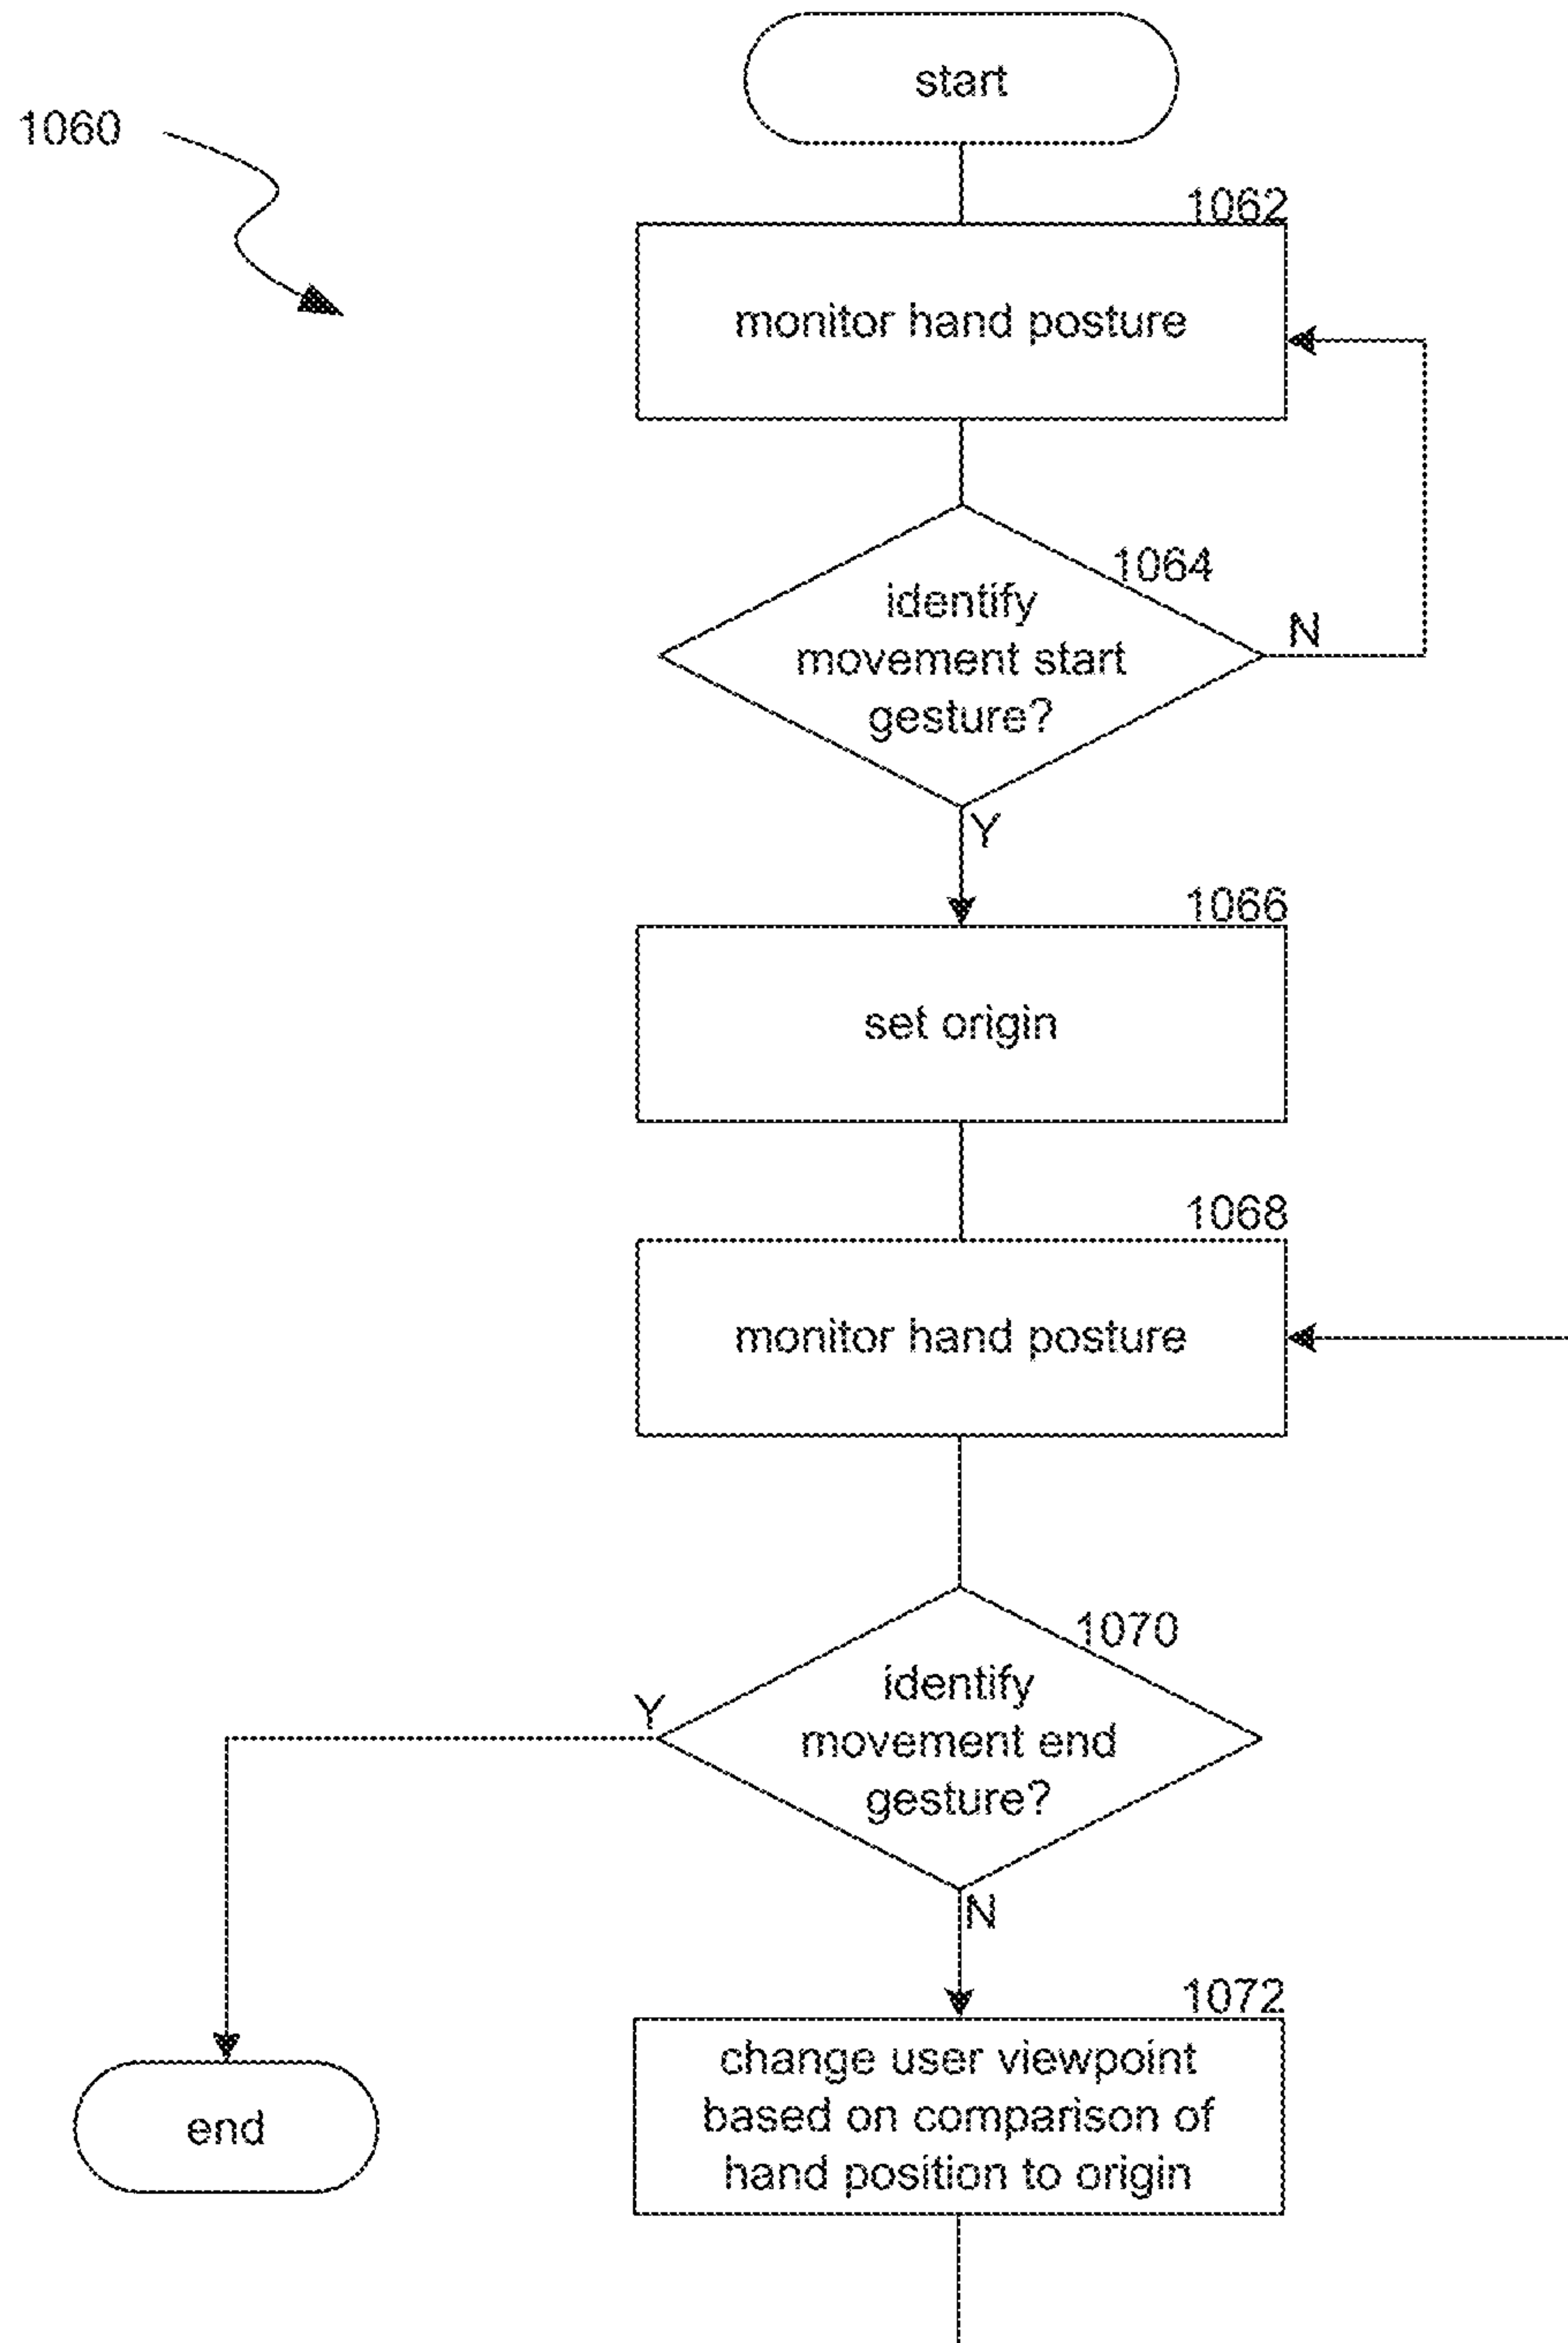 start
1060
1062
monitor hand posture
1064
identify
movement start
gesture?
N
Y
1066
set origin
1068
monitor hand posture
1070
identify
movement end
gesture?
Y
N
1072
change user viewpoint
based on comparison of
hand position to origin
end